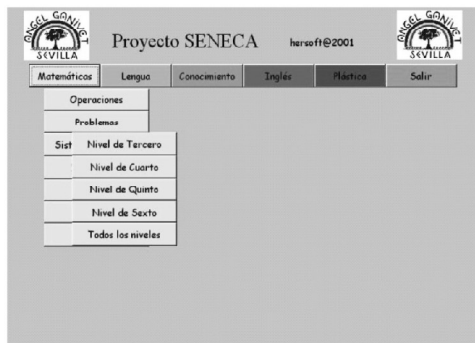 ANGEL GANIVET
SEVILLA
Proyecto SENECA
hersoft@2001
ANGEL GANIVET
SEVILLA
Matemáticas
Lengua
Conocimiento
Inglés
Plástica
Salir
Operaciones
Problemas
Sist
Nivel de Tercero
Nivel de Cuarto
Nivel de Quinto
Nivel de Sexto
Todos los niveles